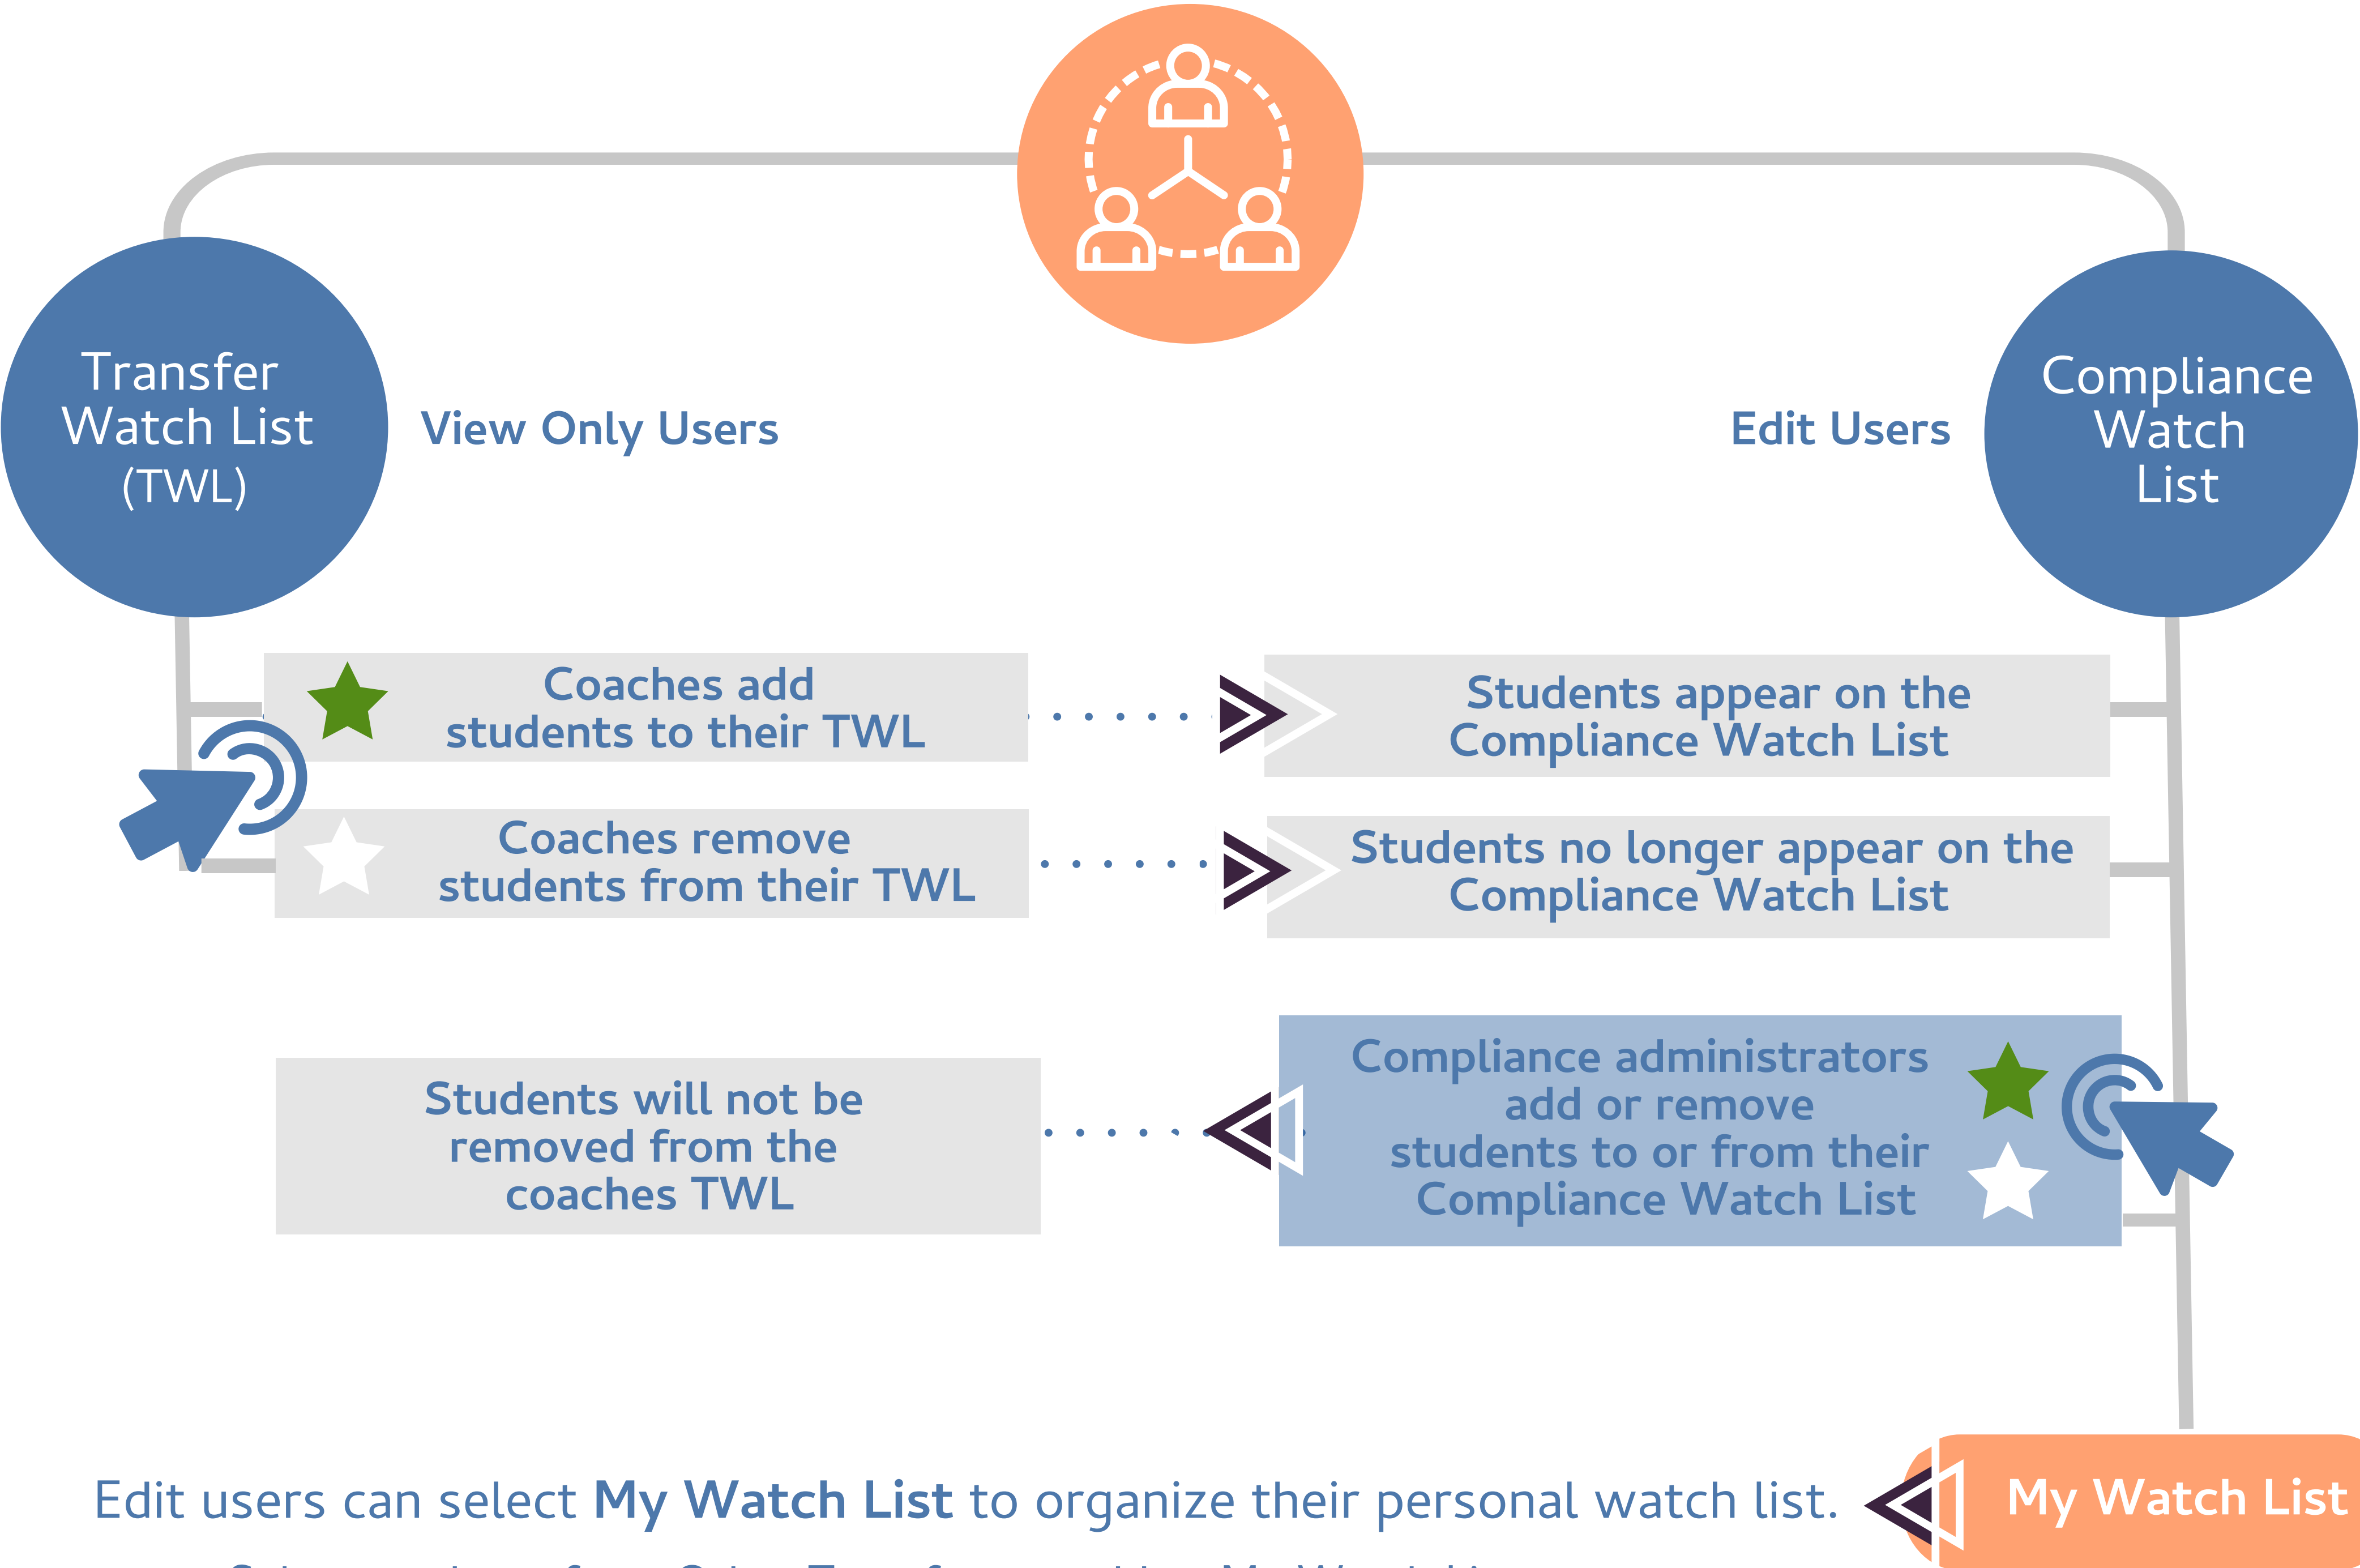 Transfer
Watch List
(TWL)
View Only Users
Edit Users
Compliance
Watch
List
Coaches add
students to their TWL
Students appear on the
Compliance Watch List
Coaches remove
students from their TWL
Students no longer appear on the
Compliance Watch List
Students will not be
removed from the
coaches TWL
Compliance administrators
add or remove
students to or from their
Compliance Watch List
Edit users can select My Watch List to organize their personal watch list.
My Watch List